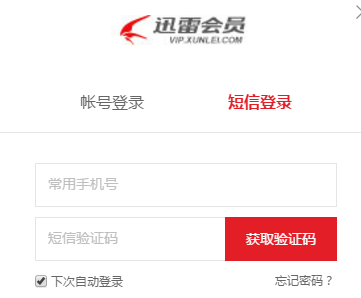 迅雷会员
VIP.XUNLEI.COM
帐号登录 短信登录
常用手机号
短信验证码 获取验证码
下次自动登录 忘记密码？